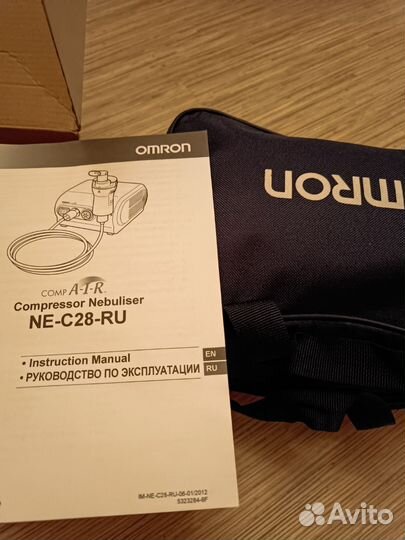 OMRON
COMP A-I-R
Compressor Nebuliser
NE-C28-RU
• Instruction Manual
EN
• РУКОВОДСТВО ПО ЭКСПЛУАТАЦИИ
RU
IM-NE-C28-RU-06-01/2012
5323284-8F
OMRON
Avito